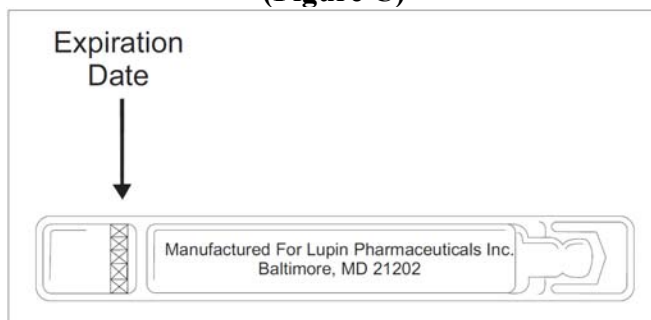 (Figure
Expiration
Date
Manufactured For Lupin Pharmaceuticals Inc.
Baltimore, MD 21202